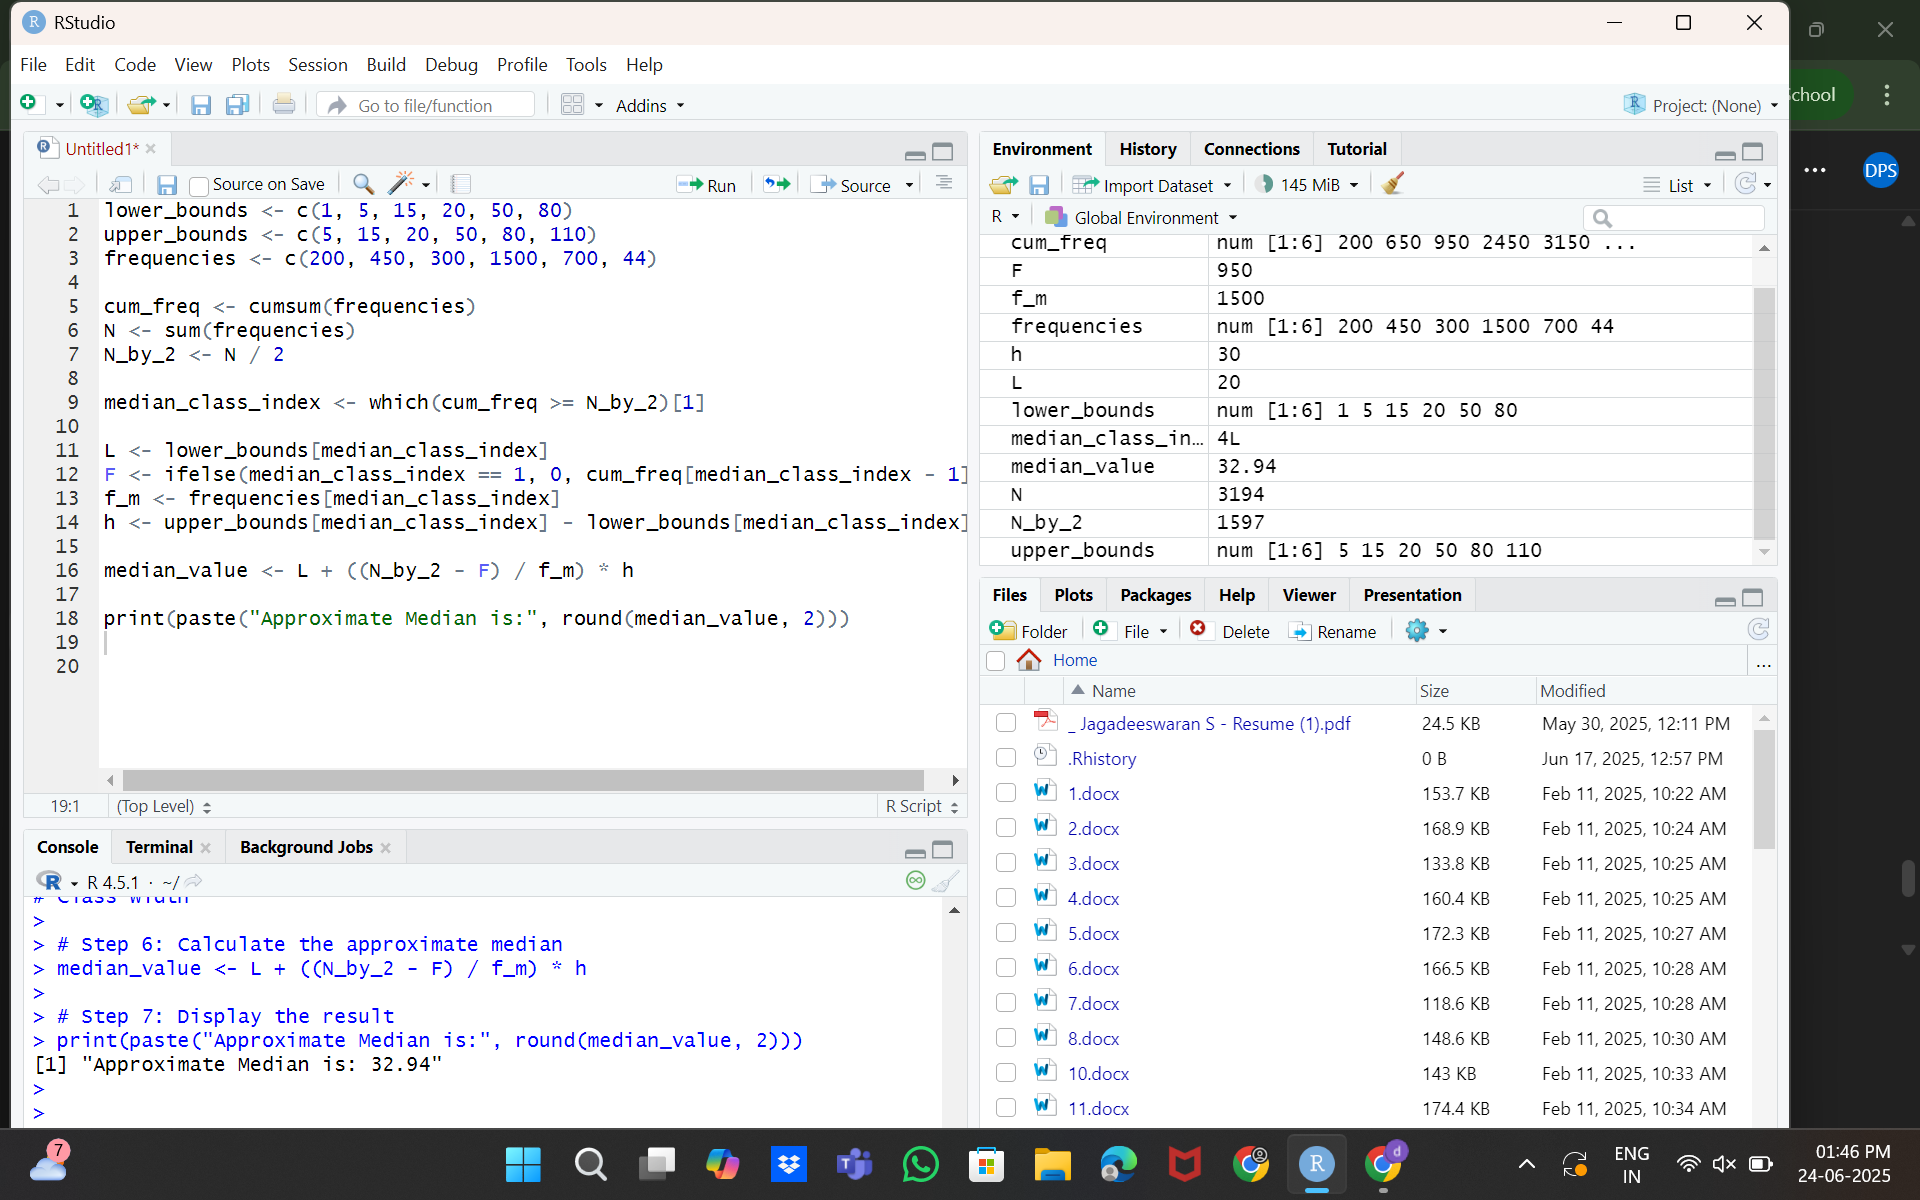 RStudio
File Edit Code View Plots Session Build Debug Profile Tools Help
Go to file/function Addins Project: (None)
chool
Untitled1*
Source on Save Run Source
DPS
1 lower_bounds <- c(1, 5, 15, 20, 50, 80)
2 upper_bounds <- c(5, 15, 20, 50, 80, 110)
3 frequencies <- c(200, 450, 300, 1500, 700, 44)
4
5 cum_freq <- cumsum(frequencies)
6 N <- sum(frequencies)
7 N_by_2 <- N / 2
8
9 median_class_index <- which(cum_freq >= N_by_2)[1]
10
11 L <- lower_bounds[median_class_index]
12 F <- ifelse(median_class_index == 1, 0, cum_freq[median_class_index - 1]
13 f_m <- frequencies[median_class_index]
14 h <- upper_bounds[median_class_index] - lower_bounds[median_class_index]
15
16 median_value <- L + ((N_by_2 - F) / f_m) * h
17
18 print(paste("Approximate Median is:", round(median_value, 2)))
19
20
19:1 (Top Level) R Script
Console Terminal Background Jobs
R 4.5.1 · ~/
# Class width
>
> # Step 6: Calculate the approximate median
> median_value <- L + ((N_by_2 - F) / f_m) * h
>
> # Step 7: Display the result
> print(paste("Approximate Median is:", round(median_value, 2)))
[1] "Approximate Median is: 32.94"
>
>
Environment History Connections Tutorial
Import Dataset 145 MiB List
R Global Environment
cum_freq num [1:6] 200 650 950 2450 3150 ...
F 950
f_m 1500
frequencies num [1:6] 200 450 300 1500 700 44
h 30
L 20
lower_bounds num [1:6] 1 5 15 20 50 80
median_class_in… 4L
median_value 32.94
N 3194
N_by_2 1597
upper_bounds num [1:6] 5 15 20 50 80 110
Files Plots Packages Help Viewer Presentation
Folder File Delete Rename
Home ...
Name Size Modified
_ Jagadeeswaran S - Resume (1).pdf 24.5 KB May 30, 2025, 12:11 PM
.Rhistory 0 B Jun 17, 2025, 12:57 PM
1.docx 153.7 KB Feb 11, 2025, 10:22 AM
2.docx 168.9 KB Feb 11, 2025, 10:24 AM
3.docx 133.8 KB Feb 11, 2025, 10:25 AM
4.docx 160.4 KB Feb 11, 2025, 10:25 AM
5.docx 172.3 KB Feb 11, 2025, 10:27 AM
6.docx 166.5 KB Feb 11, 2025, 10:28 AM
7.docx 118.6 KB Feb 11, 2025, 10:28 AM
8.docx 148.6 KB Feb 11, 2025, 10:30 AM
10.docx 143 KB Feb 11, 2025, 10:33 AM
11.docx 174.4 KB Feb 11, 2025, 10:34 AM
7
R
d
ENG
IN
01:46 PM
24-06-2025